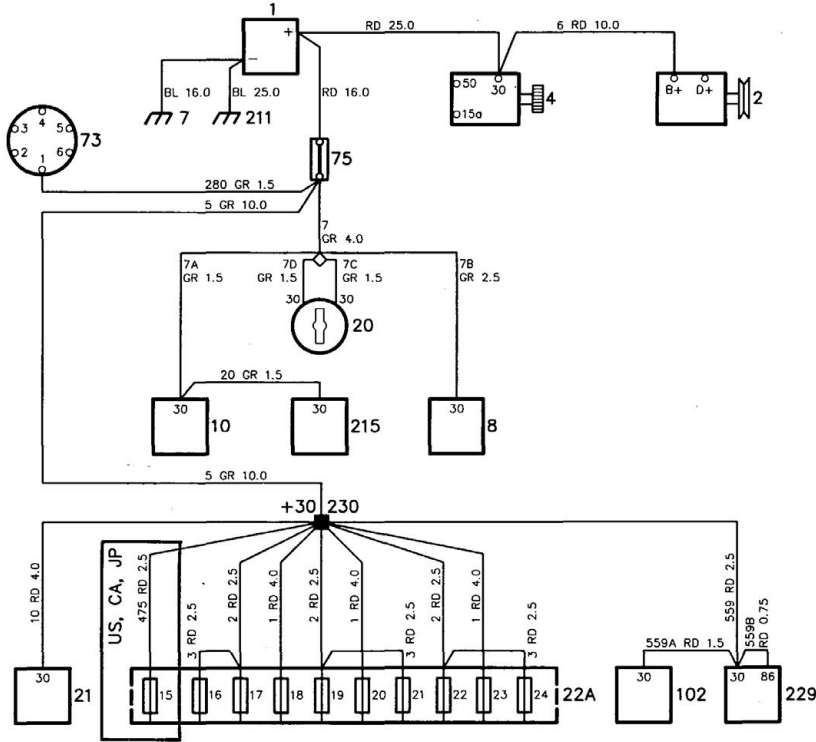 1
− +
RD 25.0
6 RD 10.0
BL 16.0
BL 25.0
RD 16.0
7
211
50
30
15a
4
B+ D+
2
4
3 5
2 6
1
73
75
280 GR 1.5
5 GR 10.0
7
GR 4.0
7A
GR 1.5
7D
GR 1.5
7C
GR 1.5
7B
GR 2.5
30 30
20
20 GR 1.5
30
10
30
215
30
8
5 GR 10.0
+30 230
US, CA, JP
10 RD 4.0
475 RD 2.5
3 RD 2.5
2 RD 2.5
1 RD 4.0
2 RD 2.5
1 RD 4.0
3 RD 2.5
2 RD 2.5
1 RD 4.0
3 RD 2.5
559 RD 2.5
559A RD 1.5
559B
RD 0.75
30
21
15 16 17 18 19 20 21 22 23 24
22A
30
102
30 86
229